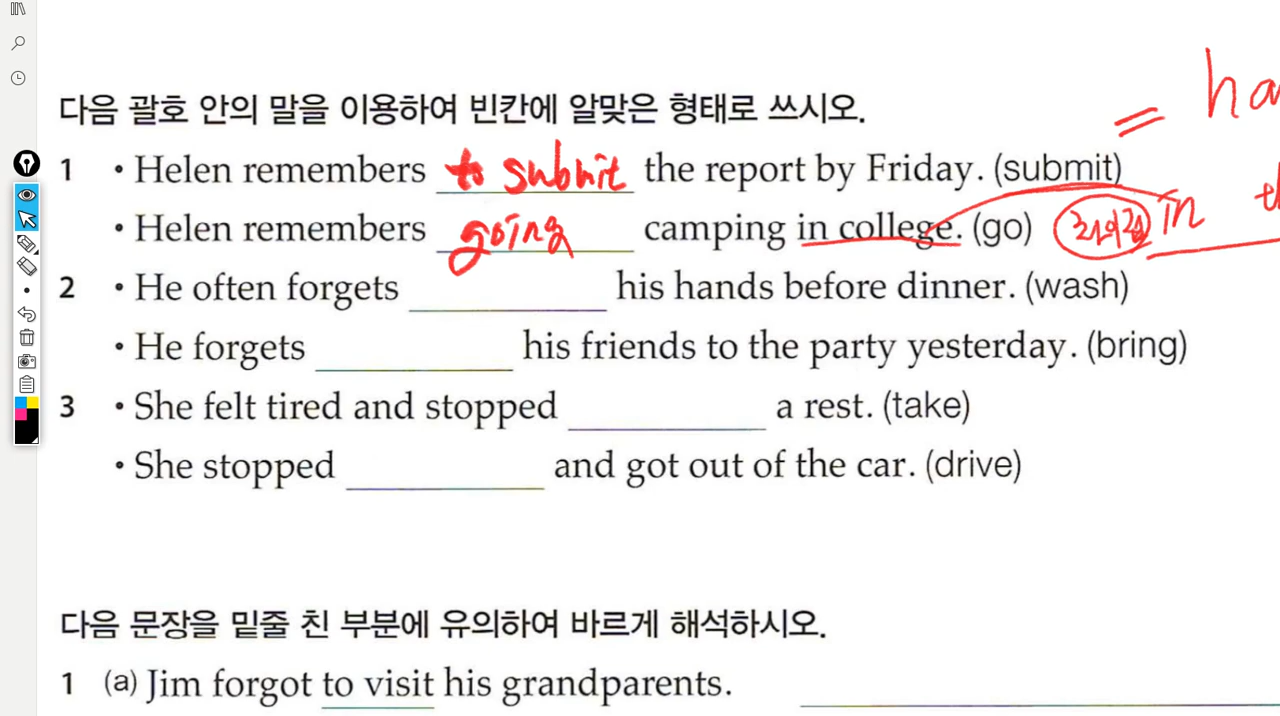 = ha
다음 괄호 안의 말을 이용하여 빈칸에 알맞은 형태로 쓰시오.
1 • Helen remembers to submit the report by Friday. (submit)
• Helen remembers going camping in college. (go) in th
2 • He often forgets his hands before dinner. (wash)
• He forgets his friends to the party yesterday. (bring)
3 • She felt tired and stopped a rest. (take)
• She stopped and got out of the car. (drive)
다음 문장을 밑줄 친 부분에 유의하여 바르게 해석하시오.
1 (a) Jim forgot to visit his grandparents.